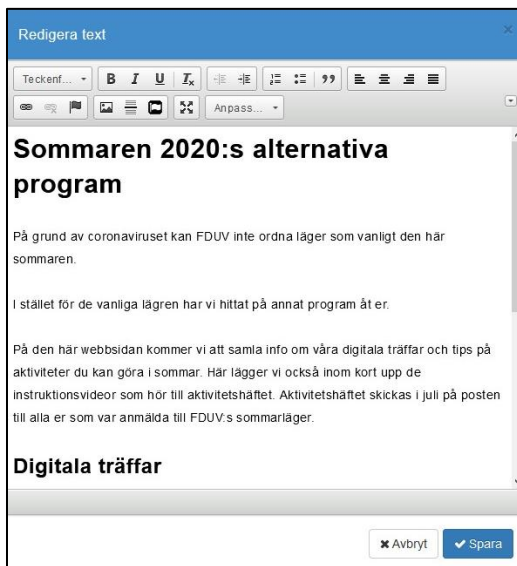 Redigera text
×
Teckenf...
B I U Tx
Anpass...
Sommaren 2020:s alternativa
program
På grund av coronaviruset kan FDUV inte ordna läger som vanligt den här
sommaren.
I stället för de vanliga lägren har vi hittat på annat program åt er.
På den här webbsidan kommer vi att samla info om våra digitala träffar och tips på
aktiviteter du kan göra i sommar. Här lägger vi också inom kort upp de
instruktionsvideor som hör till aktivitetshäftet. Aktivitetshäftet skickas i juli på posten
till alla er som var anmälda till FDUV:s sommarläger.
Digitala träffar
Avbryt Spara